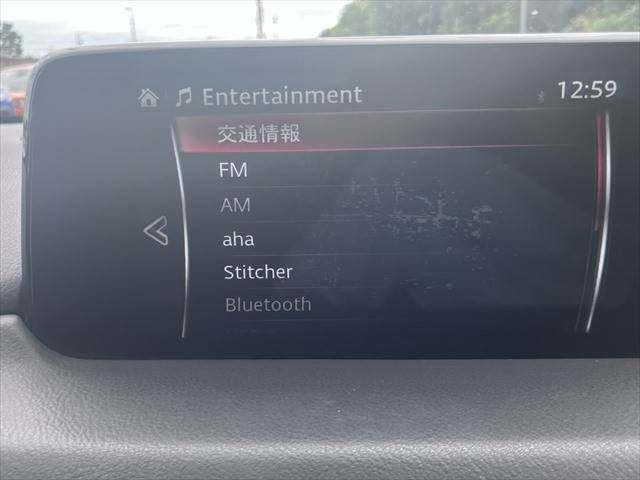 Entertainment
12:59
交通情報
FM
AM
aha
Stitcher
Bluetooth